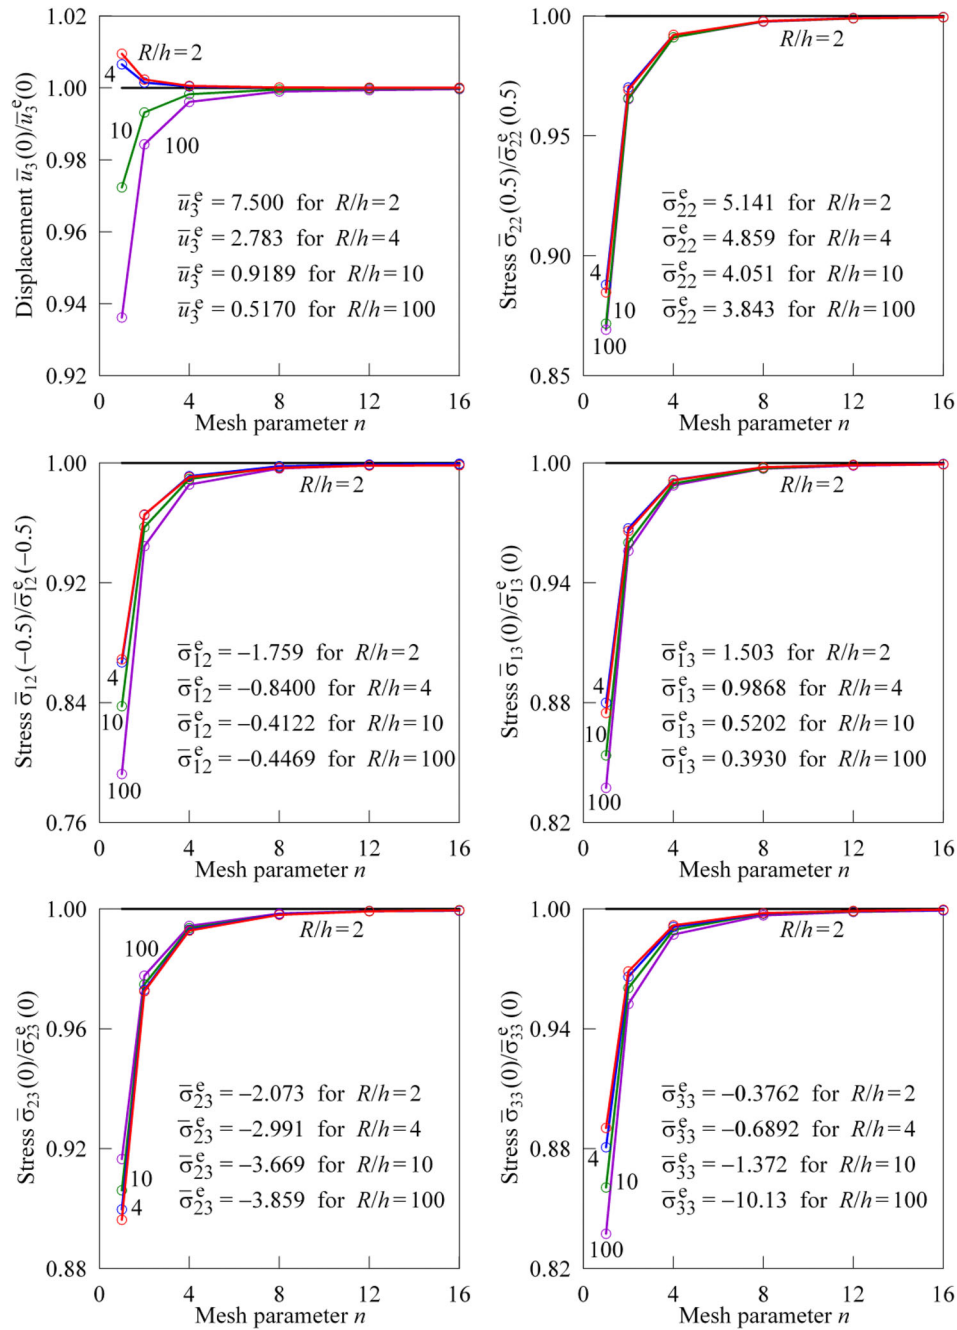 Displacement u̅₃(0)/u̅₃ᵉ(0)
1.02
1.00
0.98
0.96
0.94
0.92
R/h=2
4
10
100
u̅₃ᵉ = 7.500 for R/h=2
u̅₃ᵉ = 2.783 for R/h=4
u̅₃ᵉ = 0.9189 for R/h=10
u̅₃ᵉ = 0.5170 for R/h=100
0 4 8 12 16
Mesh parameter n
Stress σ̅₂₂(0.5)/σ̅₂₂ᵉ(0.5)
1.00
0.95
0.90
0.85
R/h=2
4
10
100
σ̅₂₂ᵉ = 5.141 for R/h=2
σ̅₂₂ᵉ = 4.859 for R/h=4
σ̅₂₂ᵉ = 4.051 for R/h=10
σ̅₂₂ᵉ = 3.843 for R/h=100
0 4 8 12 16
Mesh parameter n
Stress σ̅₁₂(−0.5)/σ̅₁₂ᵉ(−0.5)
1.00
0.92
0.84
0.76
R/h=2
4
10
100
σ̅₁₂ᵉ = −1.759 for R/h=2
σ̅₁₂ᵉ = −0.8400 for R/h=4
σ̅₁₂ᵉ = −0.4122 for R/h=10
σ̅₁₂ᵉ = −0.4469 for R/h=100
0 4 8 12 16
Mesh parameter n
Stress σ̅₁₃(0)/σ̅₁₃ᵉ(0)
1.00
0.94
0.88
0.82
R/h=2
4
10
100
σ̅₁₃ᵉ = 1.503 for R/h=2
σ̅₁₃ᵉ = 0.9868 for R/h=4
σ̅₁₃ᵉ = 0.5202 for R/h=10
σ̅₁₃ᵉ = 0.3930 for R/h=100
0 4 8 12 16
Mesh parameter n
Stress σ̅₂₃(0)/σ̅₂₃ᵉ(0)
1.00
0.96
0.92
0.88
R/h=2
100
10
4
σ̅₂₃ᵉ = −2.073 for R/h=2
σ̅₂₃ᵉ = −2.991 for R/h=4
σ̅₂₃ᵉ = −3.669 for R/h=10
σ̅₂₃ᵉ = −3.859 for R/h=100
0 4 8 12 16
Mesh parameter n
Stress σ̅₃₃(0)/σ̅₃₃ᵉ(0)
1.00
0.94
0.88
0.82
R/h=2
4
10
100
σ̅₃₃ᵉ = −0.3762 for R/h=2
σ̅₃₃ᵉ = −0.6892 for R/h=4
σ̅₃₃ᵉ = −1.372 for R/h=10
σ̅₃₃ᵉ = −10.13 for R/h=100
0 4 8 12 16
Mesh parameter n